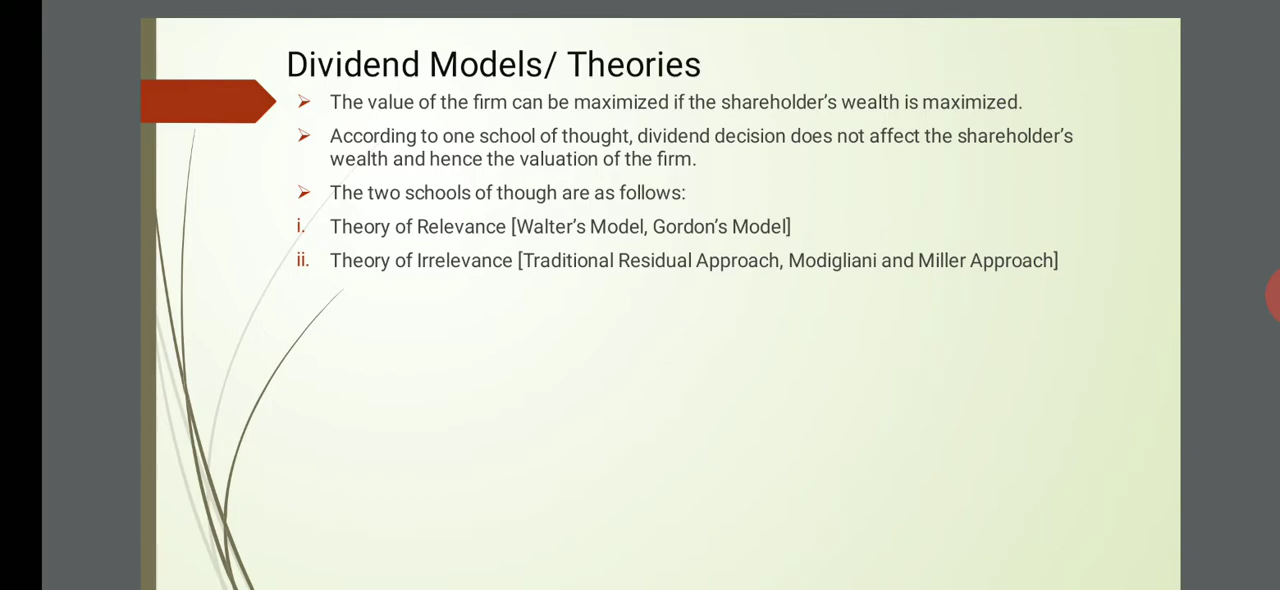 Dividend Models/ Theories
The value of the firm can be maximized if the shareholder's wealth is maximized.
According to one school of thought, dividend decision does not affect the shareholder's
wealth and hence the valuation of the firm.
The two schools of though are as follows:
i. Theory of Relevance [Walter's Model, Gordon's Model]
ii. Theory of Irrelevance [Traditional Residual Approach, Modigliani and Miller Approach]